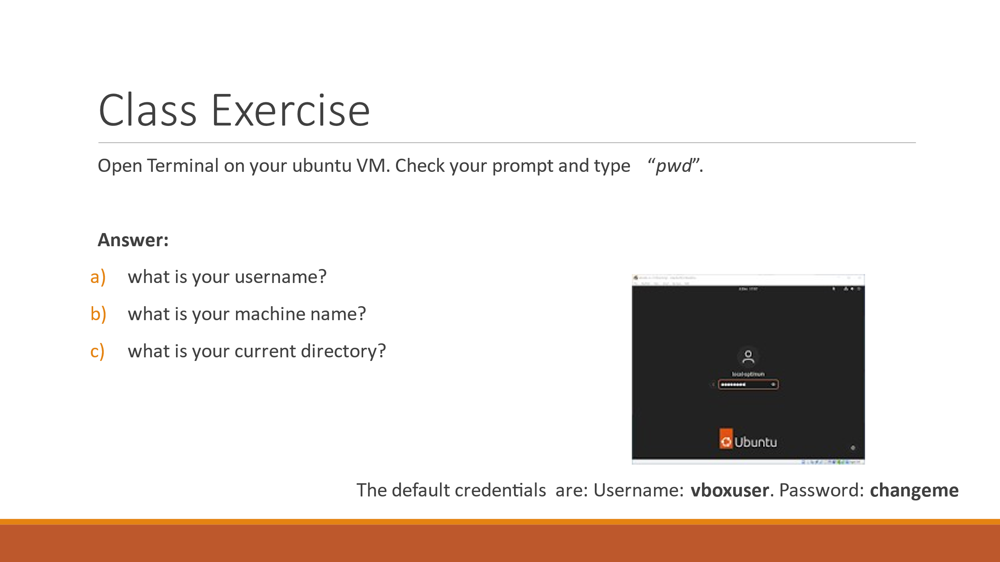 Class Exercise
Open Terminal on your ubuntu VM. Check your prompt and type “pwd”.
Answer:
a) what is your username?
b) what is your machine name?
c) what is your current directory?
local-optimum
Ubuntu
The default credentials are: Username: vboxuser. Password: changeme